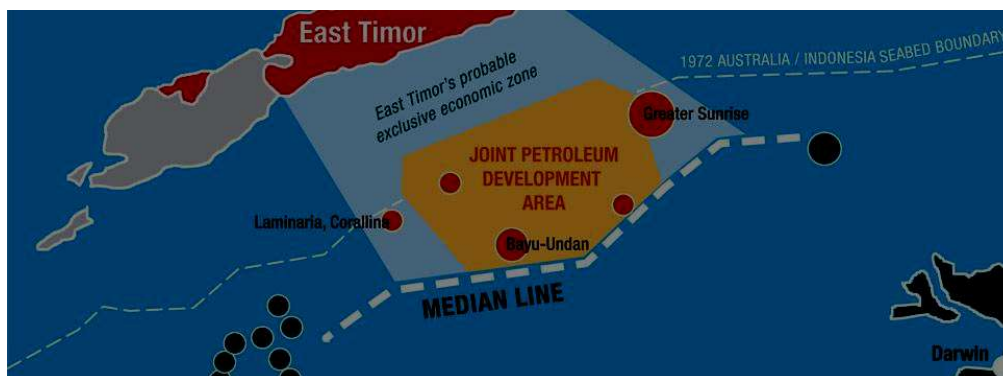 East Timor
1972 AUSTRALIA / INDONESIA SEABED BOUNDARY
East Timor's probable
exclusive economic zone
Greater Sunrise
JOINT PETROLEUM
DEVELOPMENT
AREA
Laminaria, Corallina
Bayu-Undan
MEDIAN LINE
Darwin